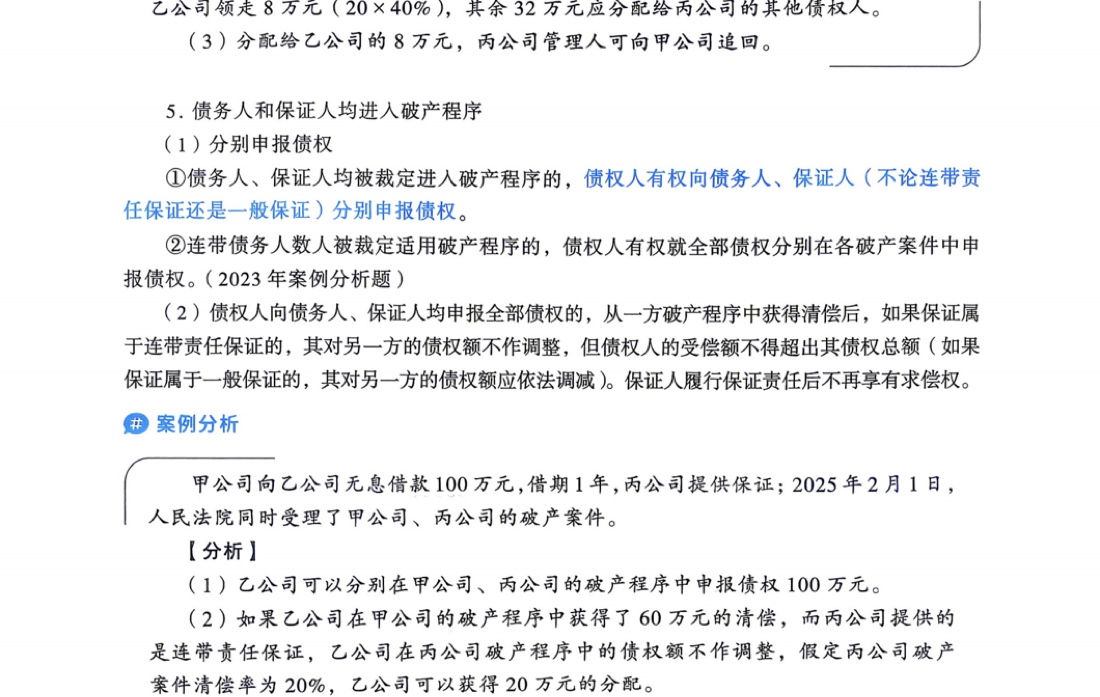 乙公司领走 8 万元（20×40%），其余 32 万元应分配给丙公司的其他债权人。
（3）分配给乙公司的 8 万元，丙公司管理人可向甲公司追回。
5. 债务人和保证人均进入破产程序
（1）分别申报债权
①债务人、保证人均被裁定进入破产程序的，债权人有权向债务人、保证人（不论连带责
任保证还是一般保证）分别申报债权。
②连带债务人数人被裁定适用破产程序的，债权人有权就全部债权分别在各破产案件中申
报债权。（2023 年案例分析题）
（2）债权人向债务人、保证人均申报全部债权的，从一方破产程序中获得清偿后，如果保证属
于连带责任保证的，其对另一方的债权额不作调整，但债权人的受偿额不得超出其债权总额（如果
保证属于一般保证的，其对另一方的债权额应依法调减）。保证人履行保证责任后不再享有求偿权。
# 案例分析
甲公司向乙公司无息借款 100 万元，借期 1 年，丙公司提供保证；2025 年 2 月 1 日，
人民法院同时受理了甲公司、丙公司的破产案件。
【分析】
（1）乙公司可以分别在甲公司、丙公司的破产程序中申报债权 100 万元。
（2）如果乙公司在甲公司的破产程序中获得了 60 万元的清偿，而丙公司提供的
是连带责任保证，乙公司在丙公司破产程序中的债权额不作调整，假定丙公司破产
案件清偿率为 20%，乙公司可以获得 20 万元的分配。